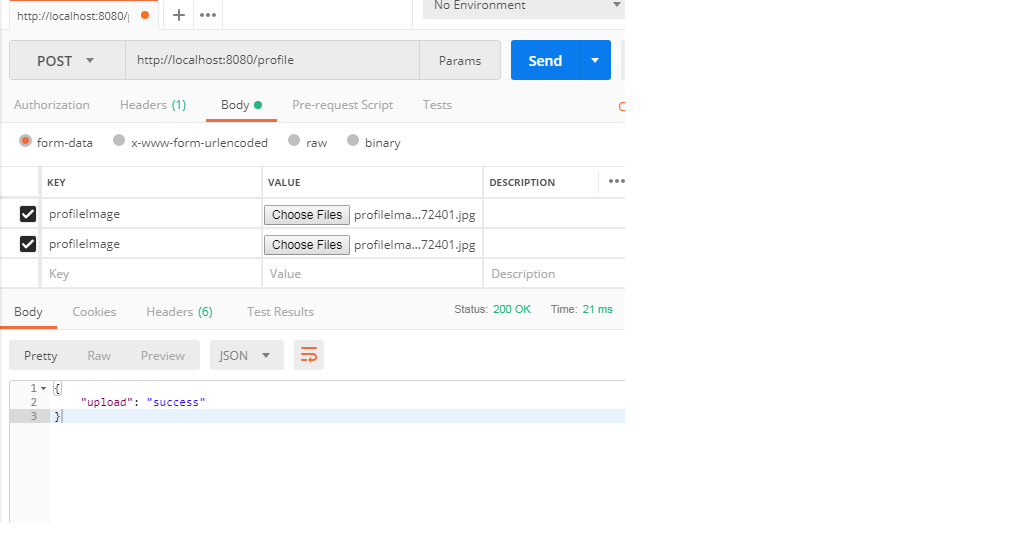 http://localhost:8080/p
No Environment
POST http://localhost:8080/profile Params Send
Authorization Headers (1) Body Pre-request Script Tests
form-data x-www-form-urlencoded raw binary
KEY VALUE DESCRIPTION
profileImage Choose Files profileIma...72401.jpg
profileImage Choose Files profileIma...72401.jpg
Key Value Description
Body Cookies Headers (6) Test Results Status: 200 OK Time: 21 ms
Pretty Raw Preview JSON
1 {
2 "upload": "success"
3 }